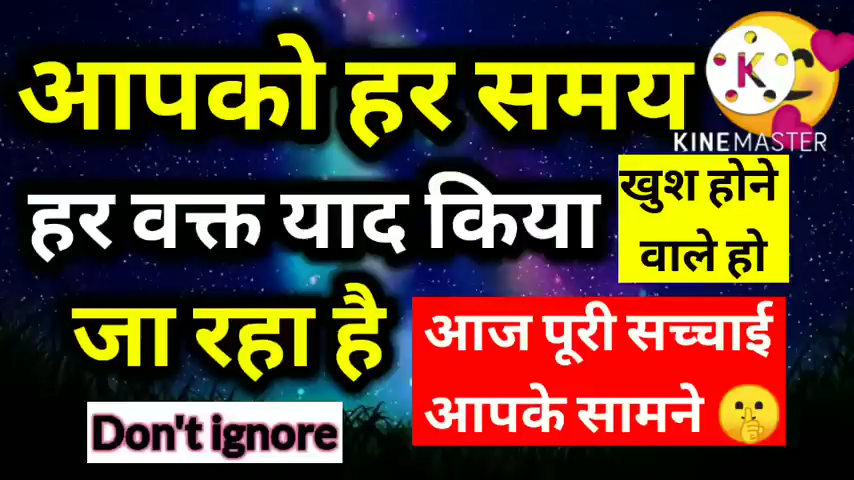 आपको हर समय
K
KINEMASTER
हर वक्त याद किया
खुश होने
वाले हो
जा रहा है
आज पूरी सच्चाई
आपके सामने 🤫
Don't ignore